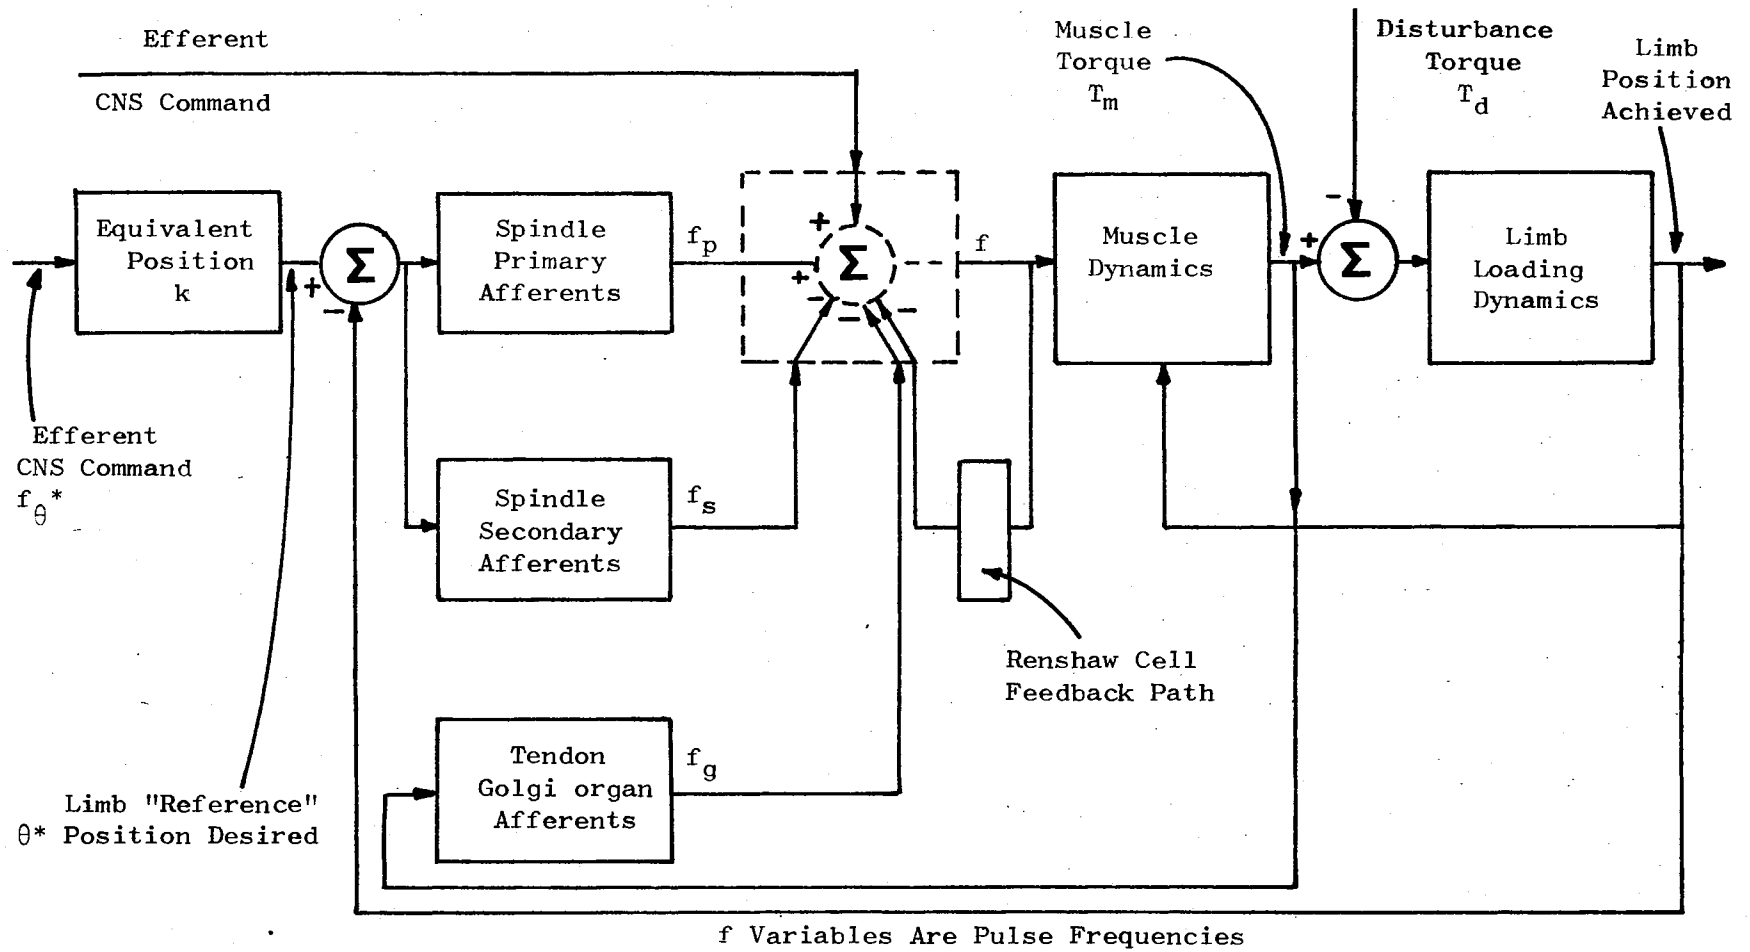 Efferent
CNS Command
Muscle
Torque
T_m
Disturbance
Torque
T_d
Limb
Position
Achieved
Equivalent
Position
k
+
-
Σ
Spindle
Primary
Afferents
f_p
+
+
-
-
-
Σ
f
Muscle
Dynamics
+
-
Σ
Limb
Loading
Dynamics
Efferent
CNS Command
f_θ*
Spindle
Secondary
Afferents
f_s
Renshaw Cell
Feedback Path
Tendon
Golgi organ
Afferents
f_g
Limb "Reference"
θ* Position Desired
f Variables Are Pulse Frequencies